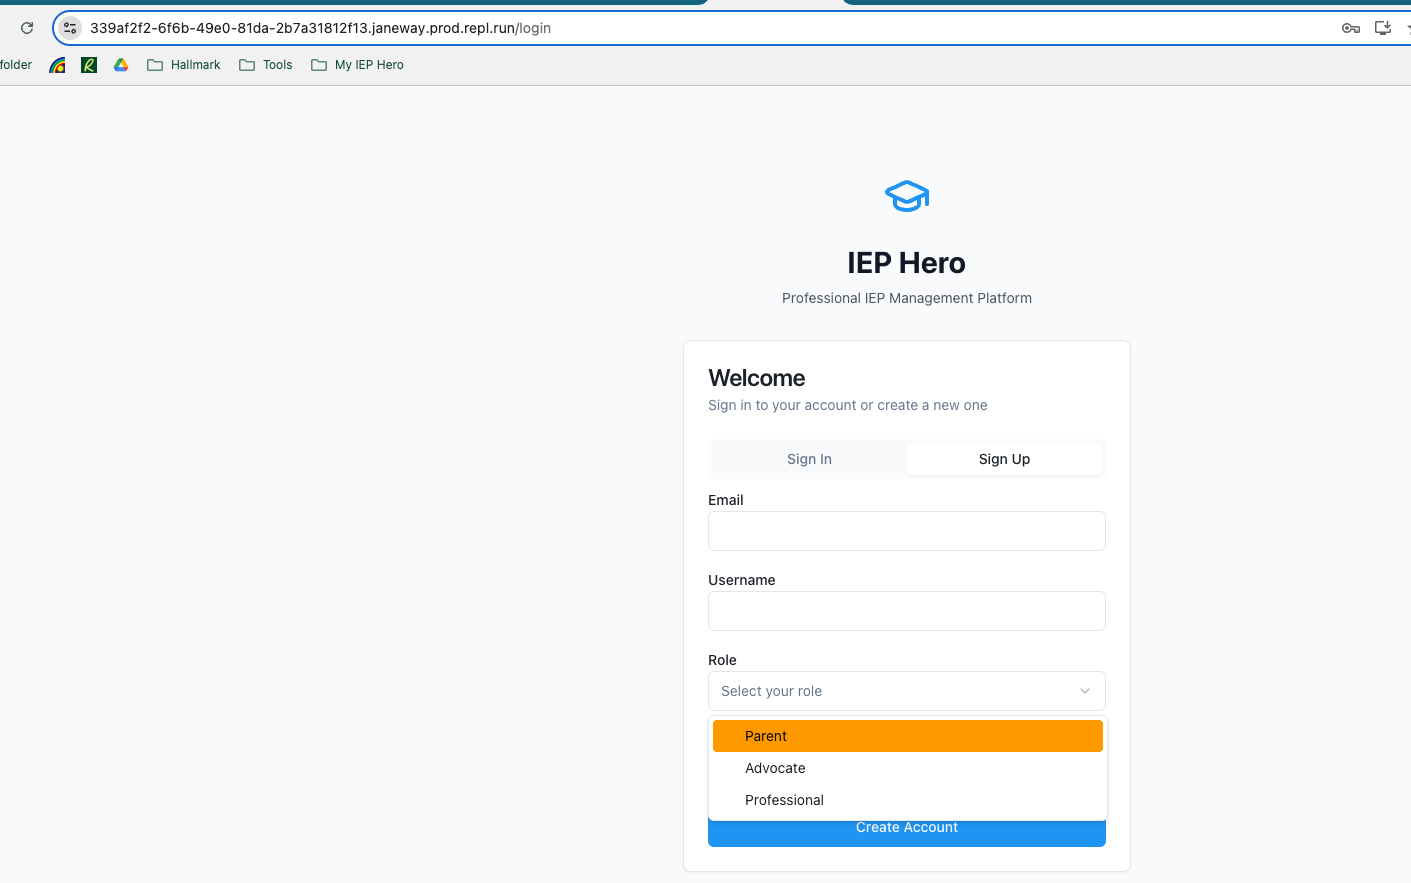 339af2f2-6f6b-49e0-81da-2b7a31812f13.janeway.prod.repl.run/login
folder Hallmark Tools My IEP Hero
IEP Hero
Professional IEP Management Platform
Welcome
Sign in to your account or create a new one
Sign In Sign Up
Email
Username
Role
Select your role
Parent
Advocate
Professional
Create Account